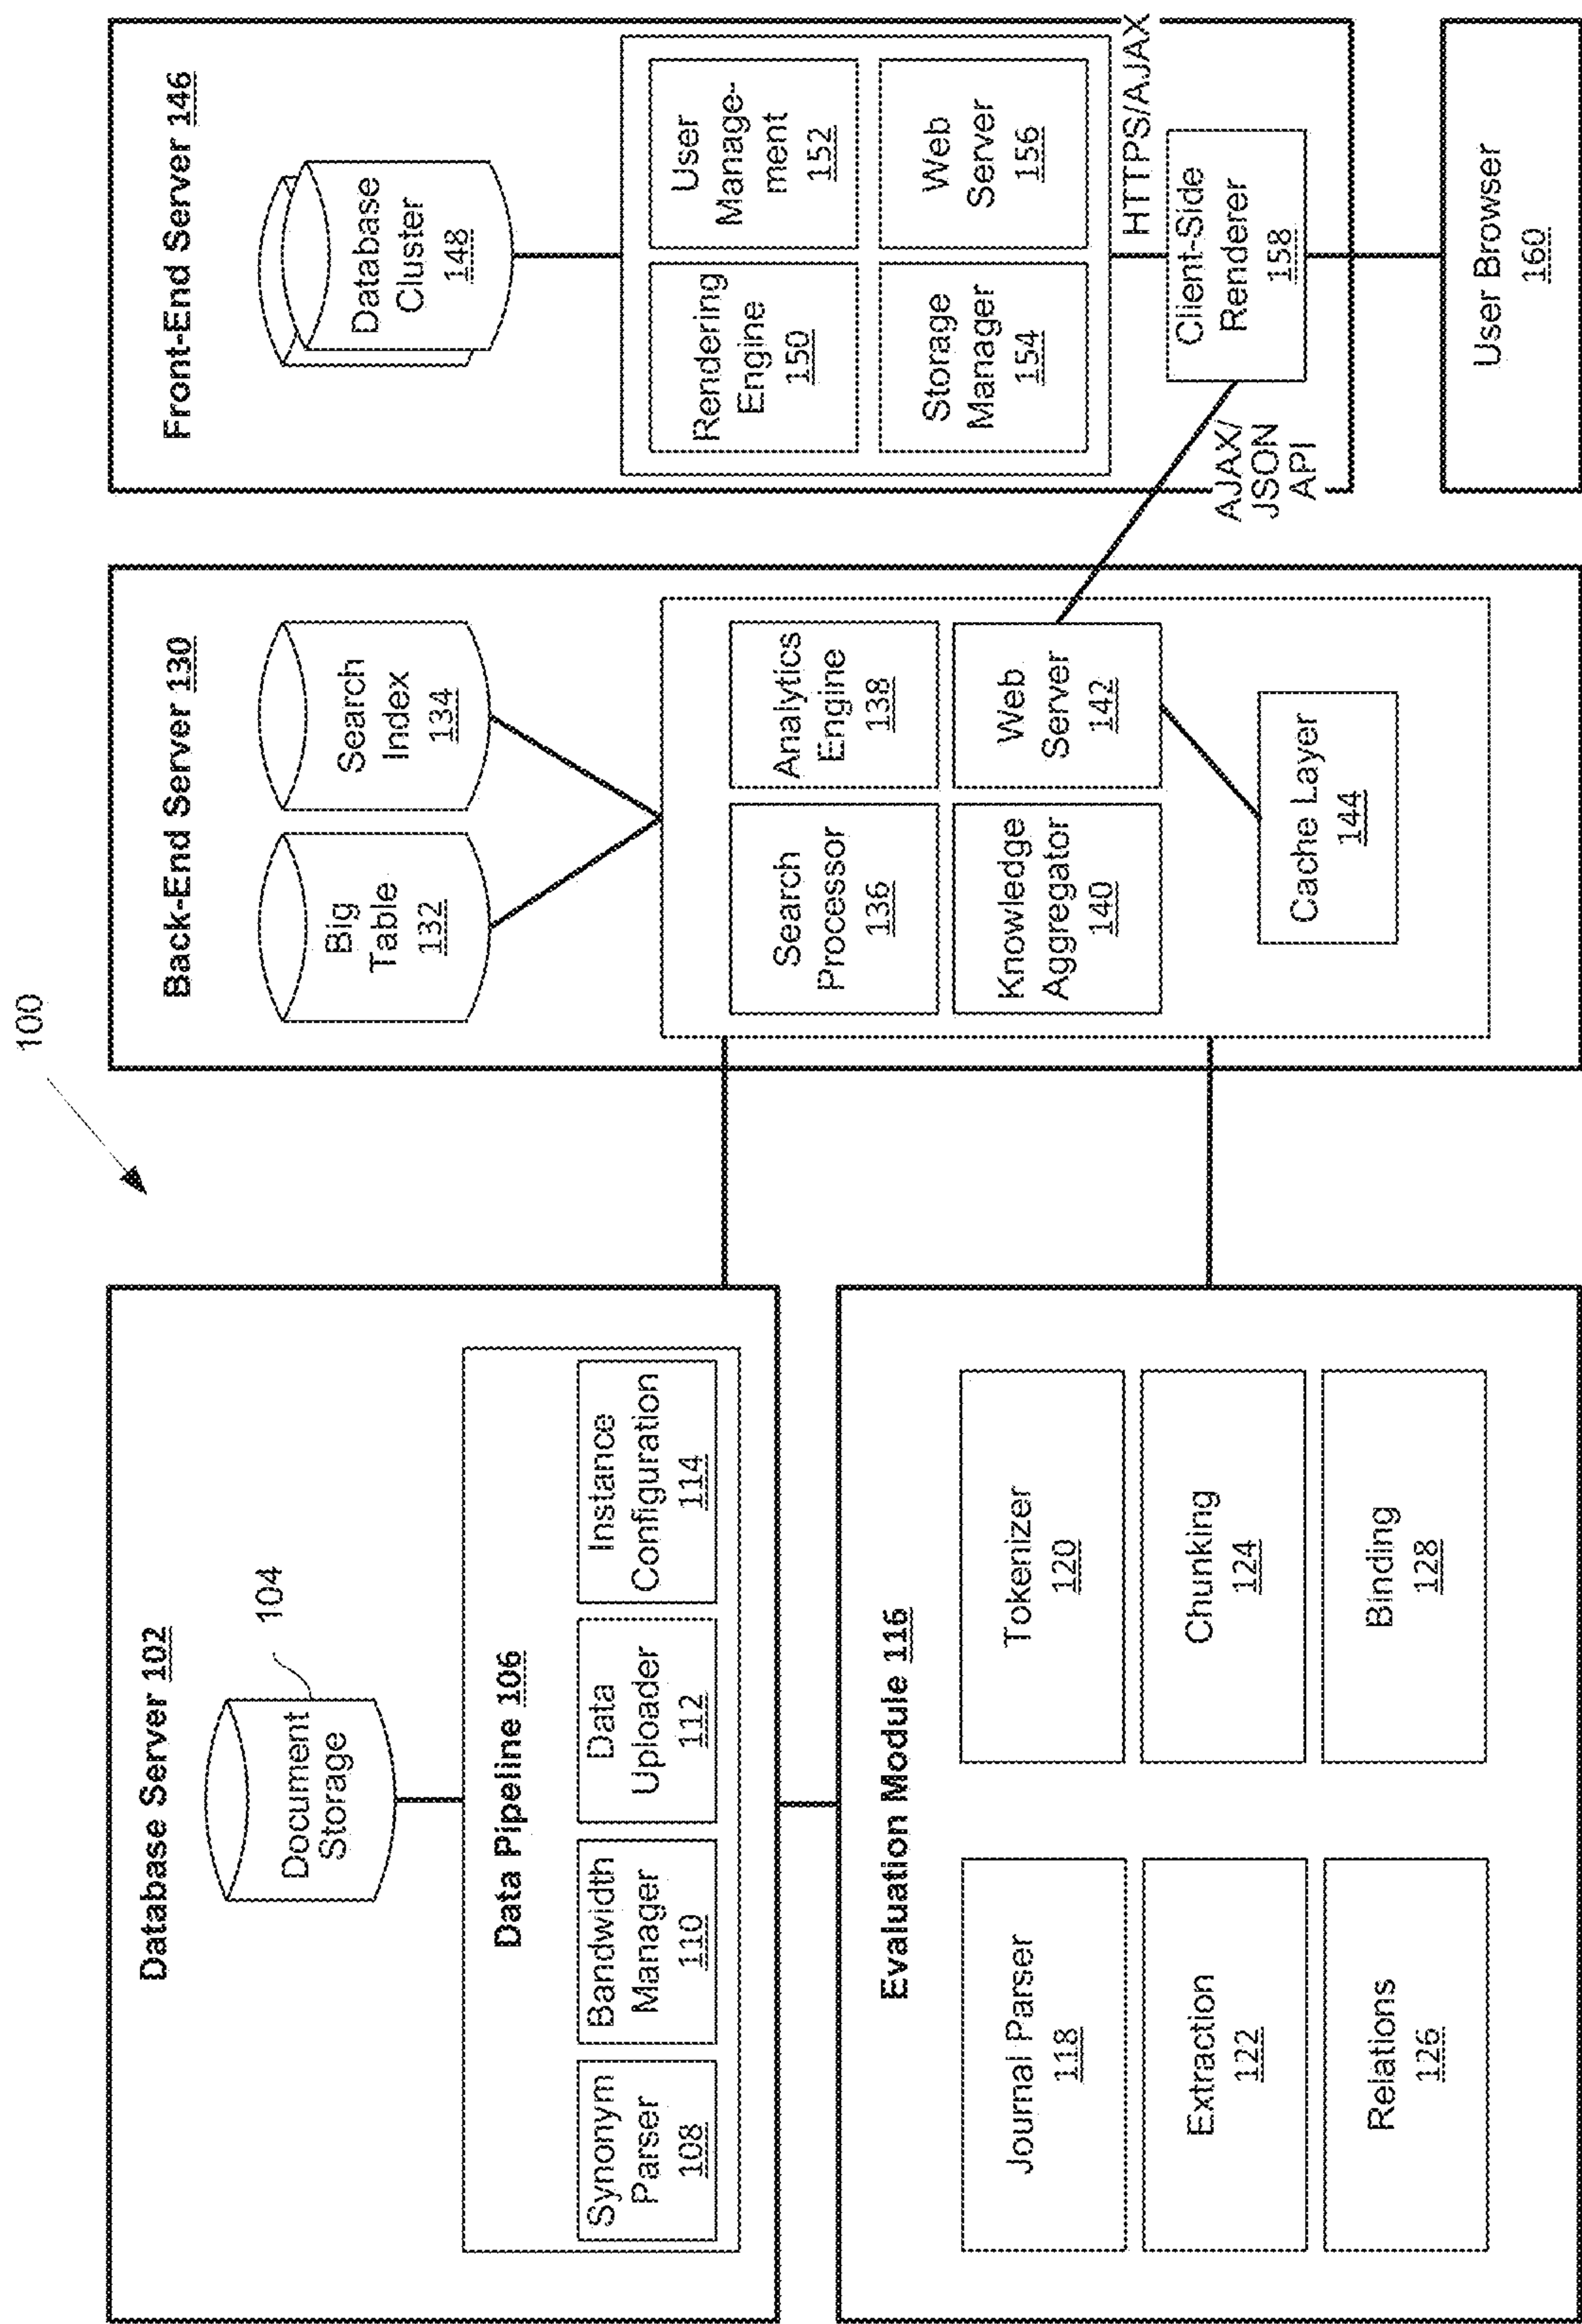 100
Database Server 102
Document
Storage
104
Data Pipeline 106
Synonym
Parser
108
Bandwidth
Manager
110
Data
Uploader
112
Instance
Configuration
114
Evaluation Module 116
Journal Parser
118
Tokenizer
120
Extraction
122
Chunking
124
Relations
126
Binding
128
Back-End Server 130
Big
Table
132
Search
Index
134
Search
Processor
136
Analytics
Engine
138
Knowledge
Aggregator
140
Web
Server
142
Cache Layer
144
Front-End Server 146
Database
Cluster
148
Rendering
Engine
150
User
Manage-
ment
152
Storage
Manager
154
Web
Server
156
HTTPS/AJAX
AJAX/
JSON
API
Client-Side
Renderer
158
User Browser
160